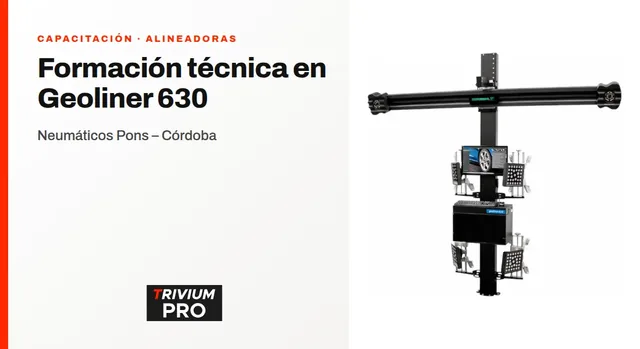 CAPACITACIÓN · ALINEADORAS
Formación técnica en
Geoliner 630
Neumáticos Pons – Córdoba
TRIVIUM
PRO